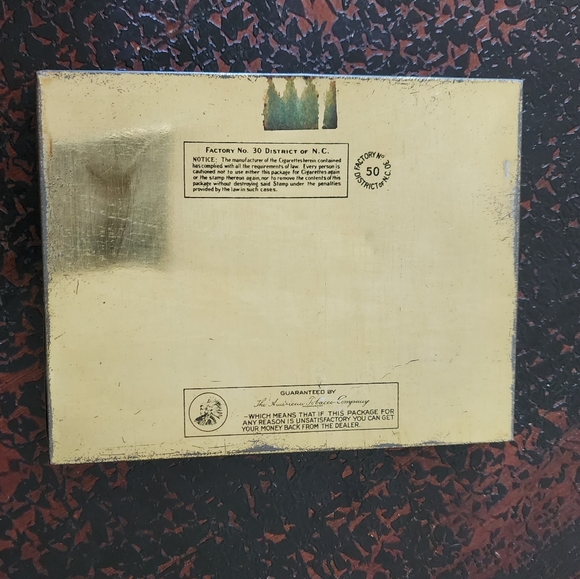 FACTORY No. 30 DISTRICT OF N.C.
NOTICE: The manufacturer of the Cigarettes herein contained
has complied with all the requirements of law. Every person is
cautioned not to use either this package for Cigarettes again
or the stamp thereon again, nor to remove the contents of this
package without destroying said Stamp under the penalties
provided by the law in such cases.
FACTORY No 30
50
DISTRICT OF N.C.
GUARANTEED BY
The American Tobacco Company
—WHICH MEANS THAT IF THIS PACKAGE FOR
ANY REASON IS UNSATISFACTORY YOU CAN GET
YOUR MONEY BACK FROM THE DEALER.